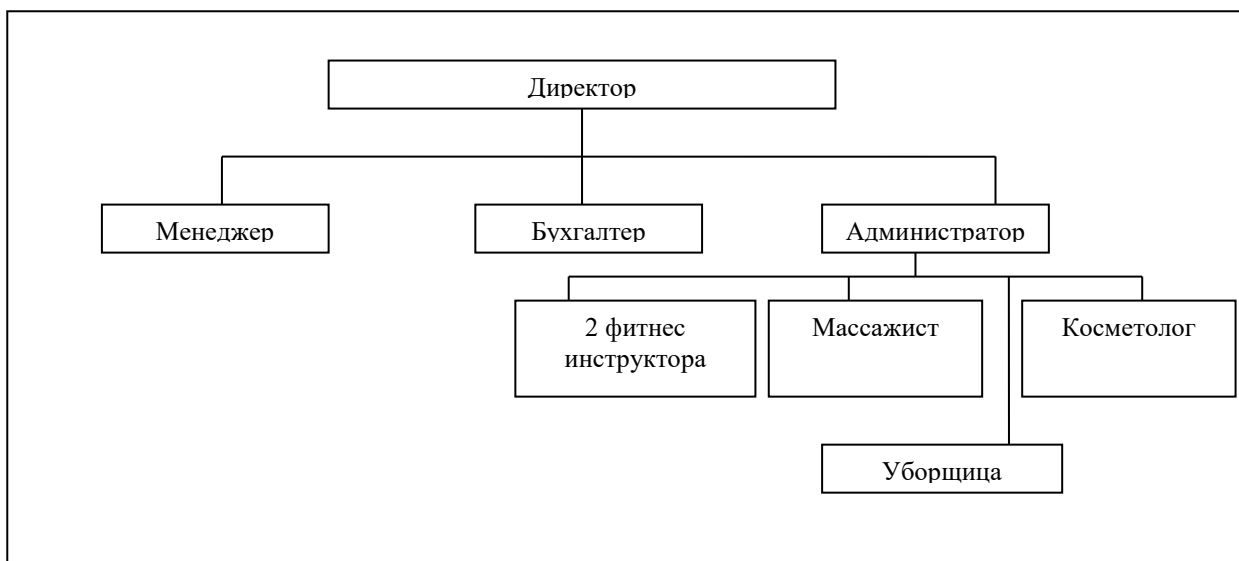 Директор
Менеджер
Бухгалтер
Администратор
2 фитнес
инструктора
Массажист
Косметолог
Уборщица